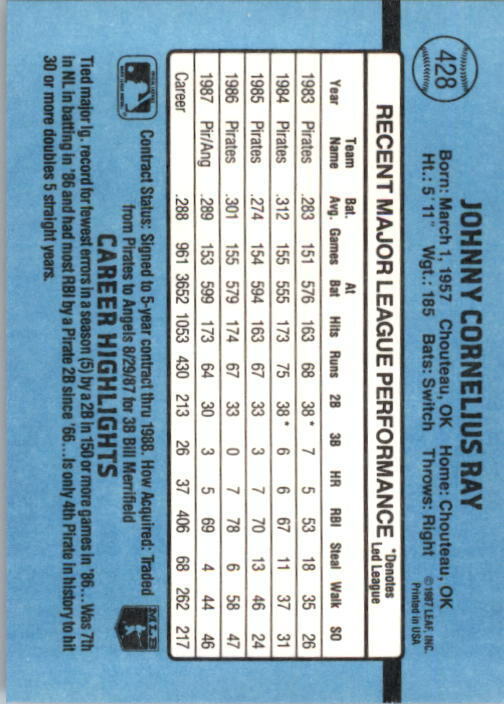 428
JOHNNY CORNELIUS RAY
Born: March 1, 1957 Chouteau, OK Home: Chouteau, OK
Ht.: 5'11" Wgt.: 185 Bats: Switch Throws: Right
© 1987 LEAF, INC.
Printed in USA
RECENT MAJOR LEAGUE PERFORMANCE *Denotes Led League
Year Team Name Bat. Avg. Games At Bat Hits Runs 2B 3B HR RBI Steal Walk SO
1983 Pirates .283 151 576 163 68 38* 7 5 53 18 35 26
1984 Pirates .312 155 555 173 75 38* 6 6 67 11 37 31
1985 Pirates .274 154 594 163 67 33 3 7 70 13 46 24
1986 Pirates .301 155 579 174 67 33 0 7 78 6 58 47
1987 Pir/Ang .289 153 599 173 64 30 3 5 69 4 44 46
Career .288 961 3652 1053 430 213 26 37 406 68 262 217
Contract Status: Signed to 5-year contract thru 1988. How Acquired: Traded
from Pirates to Angels 8/29/87 for 3B Bill Merrifield
MLB
CAREER HIGHLIGHTS
Tied major lg. record for fewest errors in a season (5) by a 2B in 150 or more games in '86...Was 7th
in NL in batting in '86 and had most RBI by a Pirate 2B since '66...Is only 4th Pirate in history to hit
30 or more doubles 5 straight years.